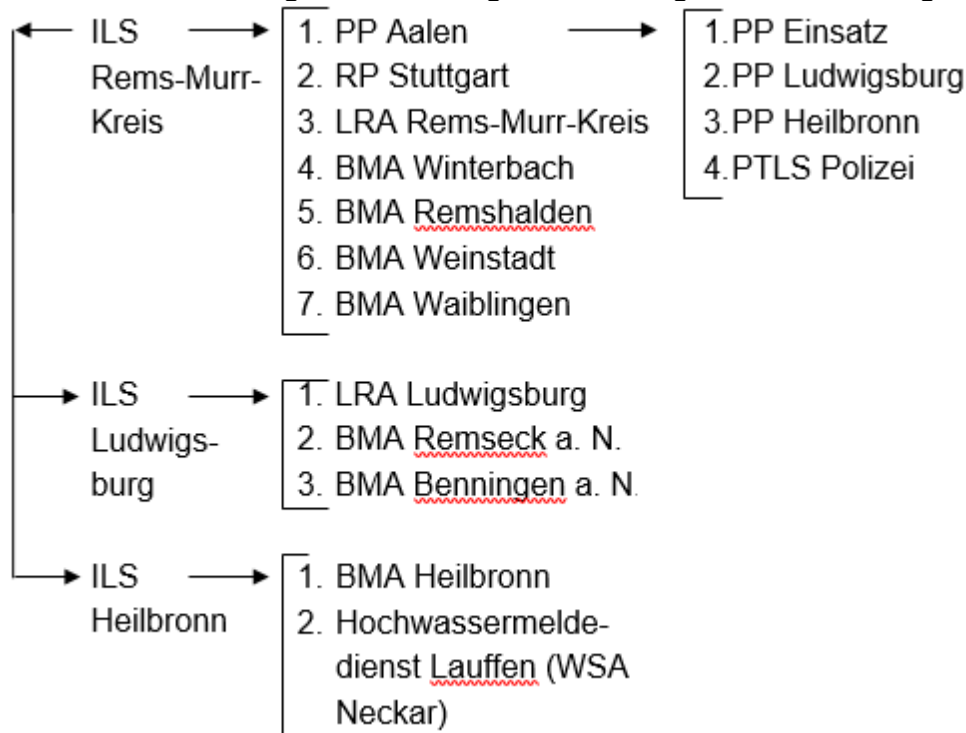 ILS
Rems-Murr-
Kreis
1. PP Aalen
2. RP Stuttgart
3. LRA Rems-Murr-Kreis
4. BMA Winterbach
5. BMA Remshalden
6. BMA Weinstadt
7. BMA Waiblingen
1. PP Einsatz
2. PP Ludwigsburg
3. PP Heilbronn
4. PTLS Polizei
ILS
Ludwigs-
burg
1. LRA Ludwigsburg
2. BMA Remseck a. N.
3. BMA Benningen a. N.
ILS
Heilbronn
1. BMA Heilbronn
2. Hochwassermelde-
dienst Lauffen (WSA
Neckar)